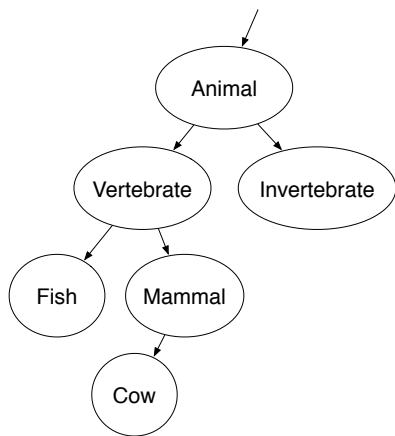 Animal
Vertebrate
Invertebrate
Fish
Mammal
Cow